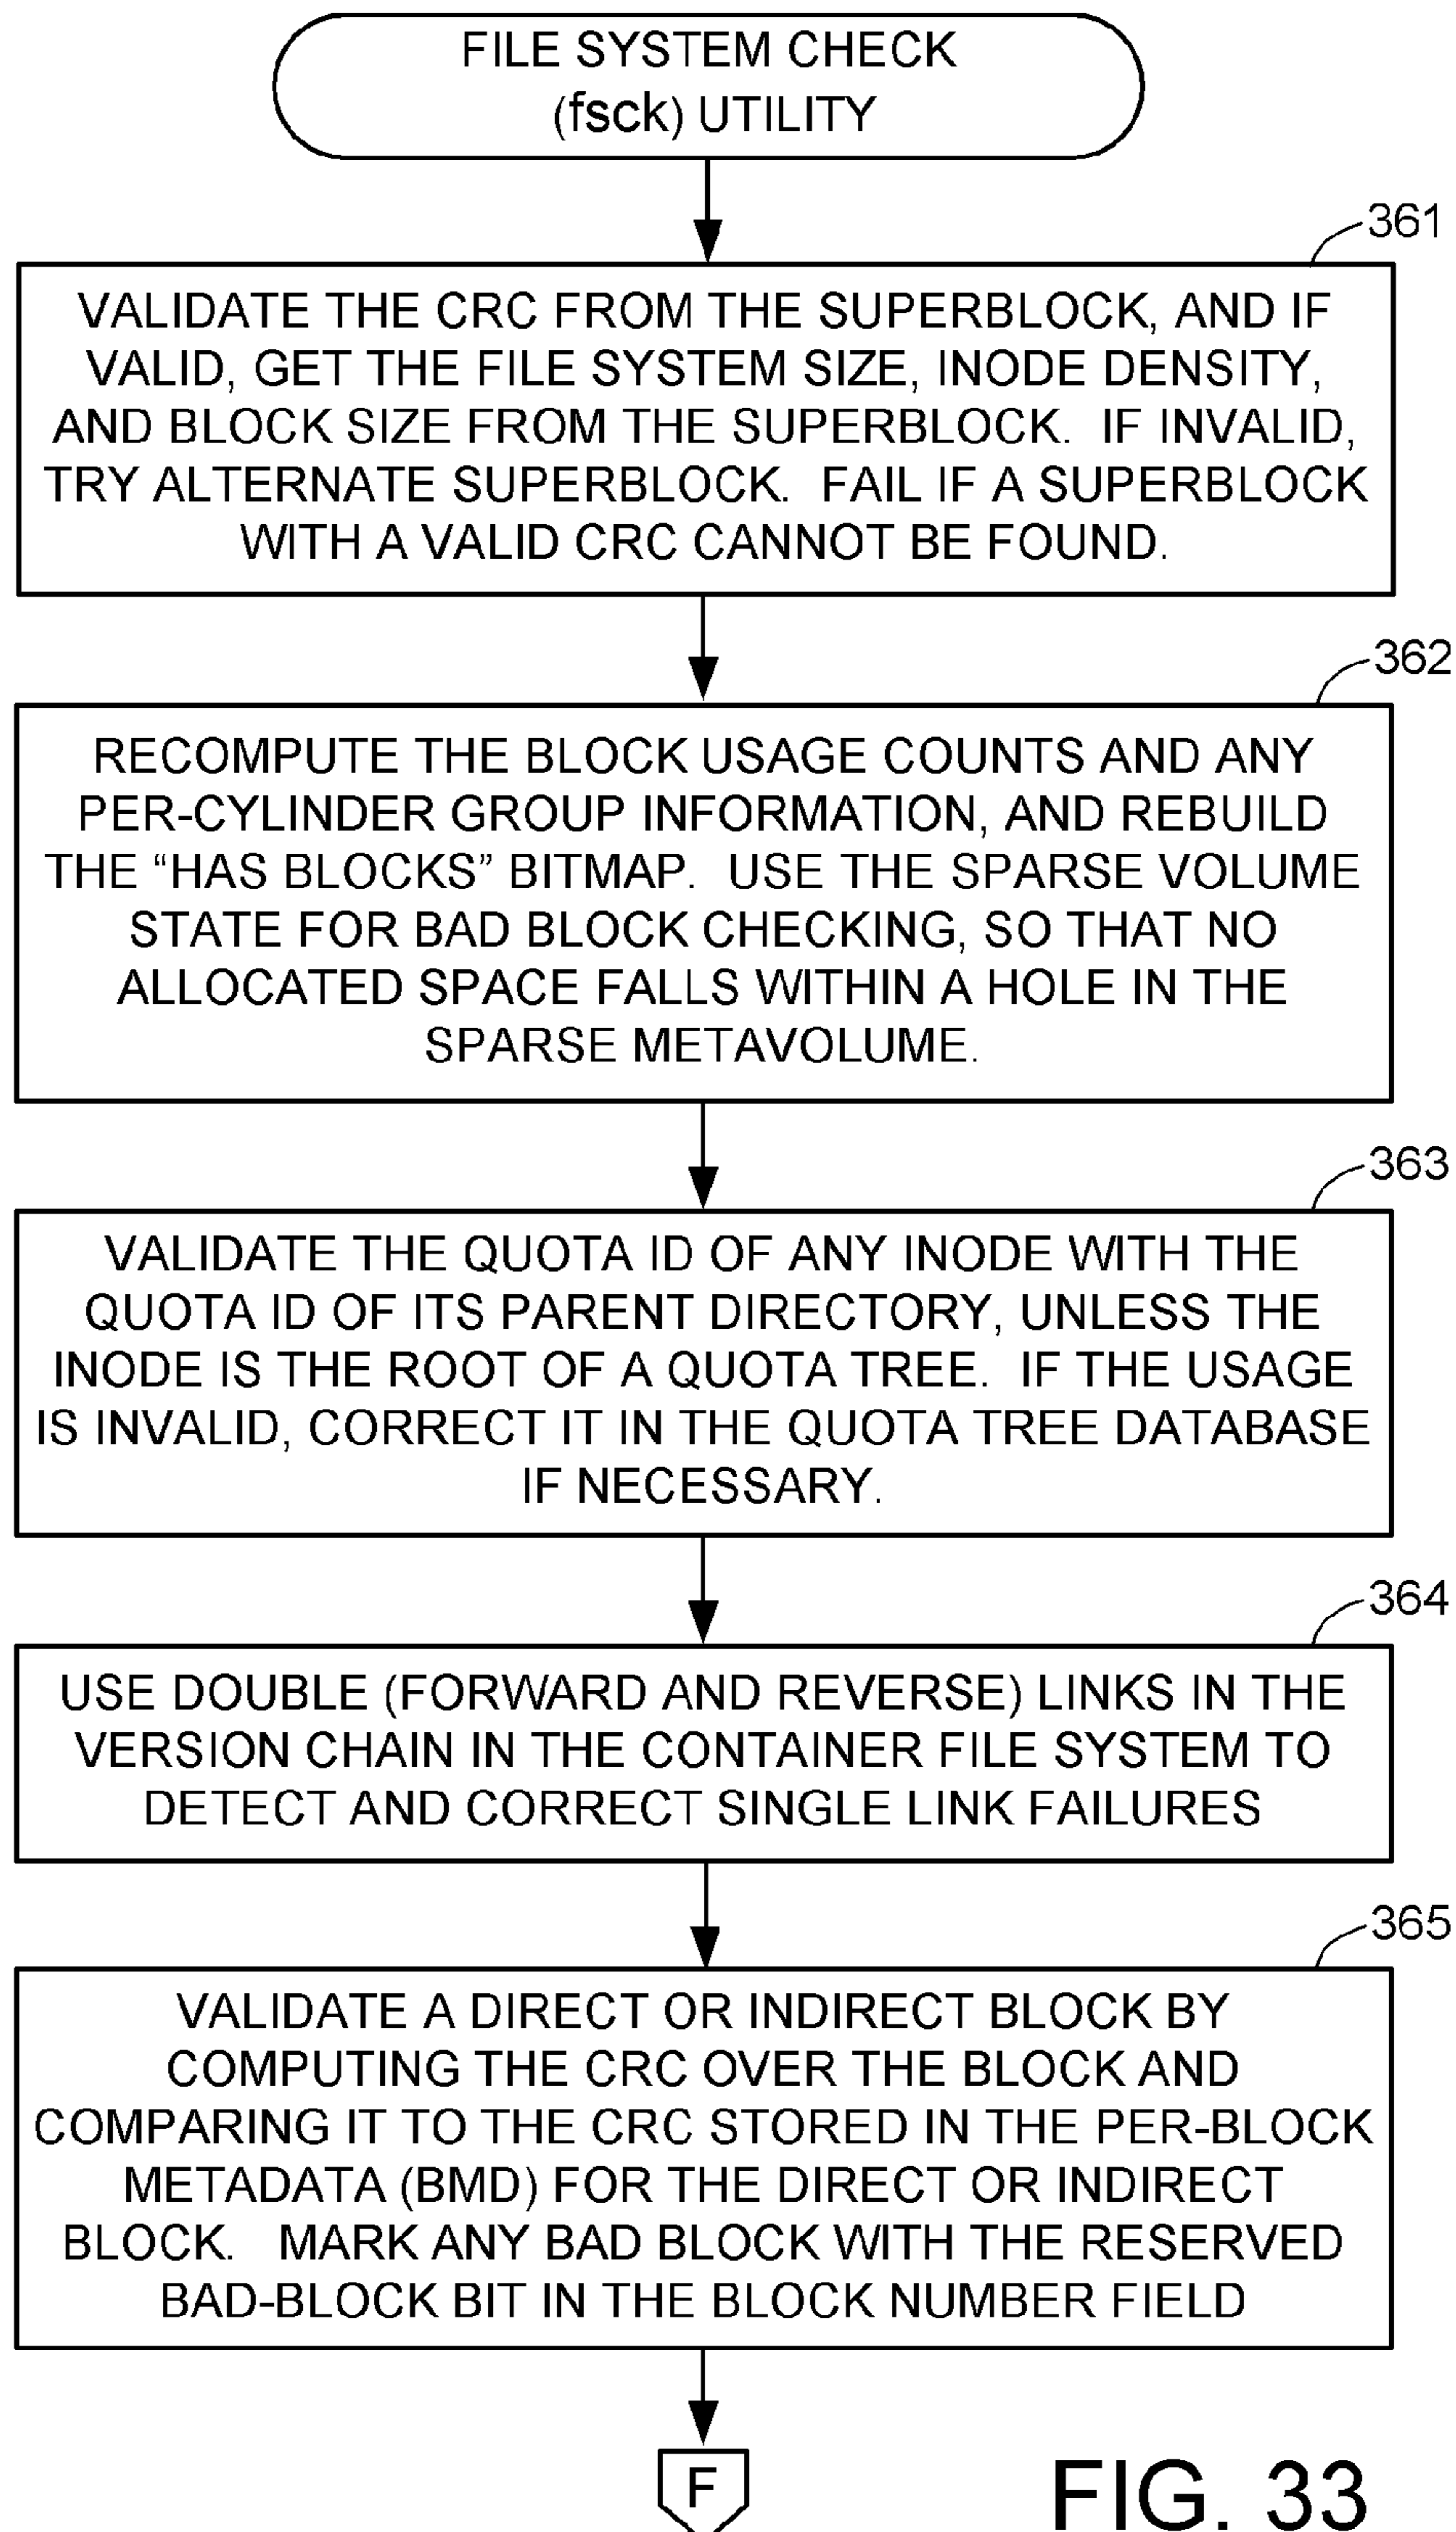 FILE SYSTEM CHECK
(fsck) UTILITY
361
VALIDATE THE CRC FROM THE SUPERBLOCK, AND IF
VALID, GET THE FILE SYSTEM SIZE, INODE DENSITY,
AND BLOCK SIZE FROM THE SUPERBLOCK. IF INVALID,
TRY ALTERNATE SUPERBLOCK. FAIL IF A SUPERBLOCK
WITH A VALID CRC CANNOT BE FOUND.
362
RECOMPUTE THE BLOCK USAGE COUNTS AND ANY
PER-CYLINDER GROUP INFORMATION, AND REBUILD
THE “HAS BLOCKS” BITMAP. USE THE SPARSE VOLUME
STATE FOR BAD BLOCK CHECKING, SO THAT NO
ALLOCATED SPACE FALLS WITHIN A HOLE IN THE
SPARSE METAVOLUME.
363
VALIDATE THE QUOTA ID OF ANY INODE WITH THE
QUOTA ID OF ITS PARENT DIRECTORY, UNLESS THE
INODE IS THE ROOT OF A QUOTA TREE. IF THE USAGE
IS INVALID, CORRECT IT IN THE QUOTA TREE DATABASE
IF NECESSARY.
364
USE DOUBLE (FORWARD AND REVERSE) LINKS IN THE
VERSION CHAIN IN THE CONTAINER FILE SYSTEM TO
DETECT AND CORRECT SINGLE LINK FAILURES
365
VALIDATE A DIRECT OR INDIRECT BLOCK BY
COMPUTING THE CRC OVER THE BLOCK AND
COMPARING IT TO THE CRC STORED IN THE PER-BLOCK
METADATA (BMD) FOR THE DIRECT OR INDIRECT
BLOCK. MARK ANY BAD BLOCK WITH THE RESERVED
BAD-BLOCK BIT IN THE BLOCK NUMBER FIELD
F
FIG. 33